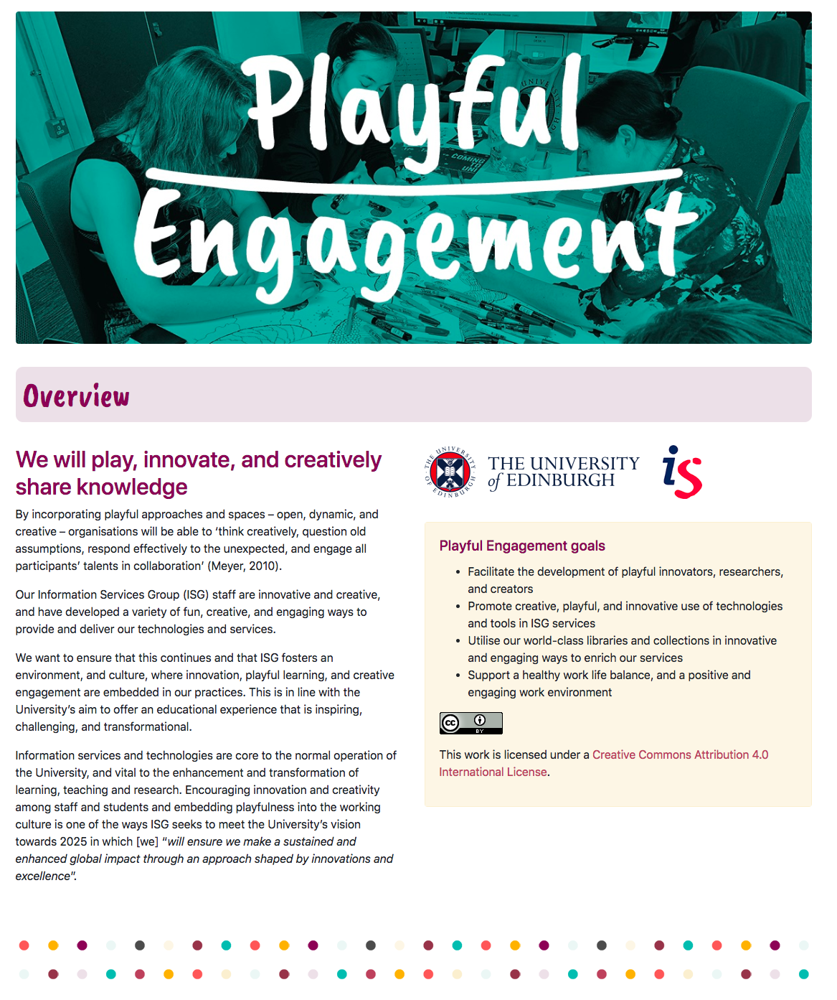 Playful
Engagement
COMING
TO
UNI
Overview
We will play, innovate, and creatively
share knowledge
By incorporating playful approaches and spaces – open, dynamic, and
creative – organisations will be able to ‘think creatively, question old
assumptions, respond effectively to the unexpected, and engage all
participants’ talents in collaboration’ (Meyer, 2010).
Our Information Services Group (ISG) staff are innovative and creative,
and have developed a variety of fun, creative, and engaging ways to
provide and deliver our technologies and services.
We want to ensure that this continues and that ISG fosters an
environment, and culture, where innovation, playful learning, and creative
engagement are embedded in our practices. This is in line with the
University’s aim to offer an educational experience that is inspiring,
challenging, and transformational.
Information services and technologies are core to the normal operation of
the University, and vital to the enhancement and transformation of
learning, teaching and research. Encouraging innovation and creativity
among staff and students and embedding playfulness into the working
culture is one of the ways ISG seeks to meet the University’s vision
towards 2025 in which [we] “will ensure we make a sustained and
enhanced global impact through an approach shaped by innovations and
excellence”.
THE UNIVERSITY OF EDINBURGH
THE UNIVERSITY
of EDINBURGH
is
Playful Engagement goals
• Facilitate the development of playful innovators, researchers,
and creators
• Promote creative, playful, and innovative use of technologies
and tools in ISG services
• Utilise our world-class libraries and collections in innovative
and engaging ways to enrich our services
• Support a healthy work life balance, and a positive and
engaging work environment
cc
BY
This work is licensed under a Creative Commons Attribution 4.0
International License.